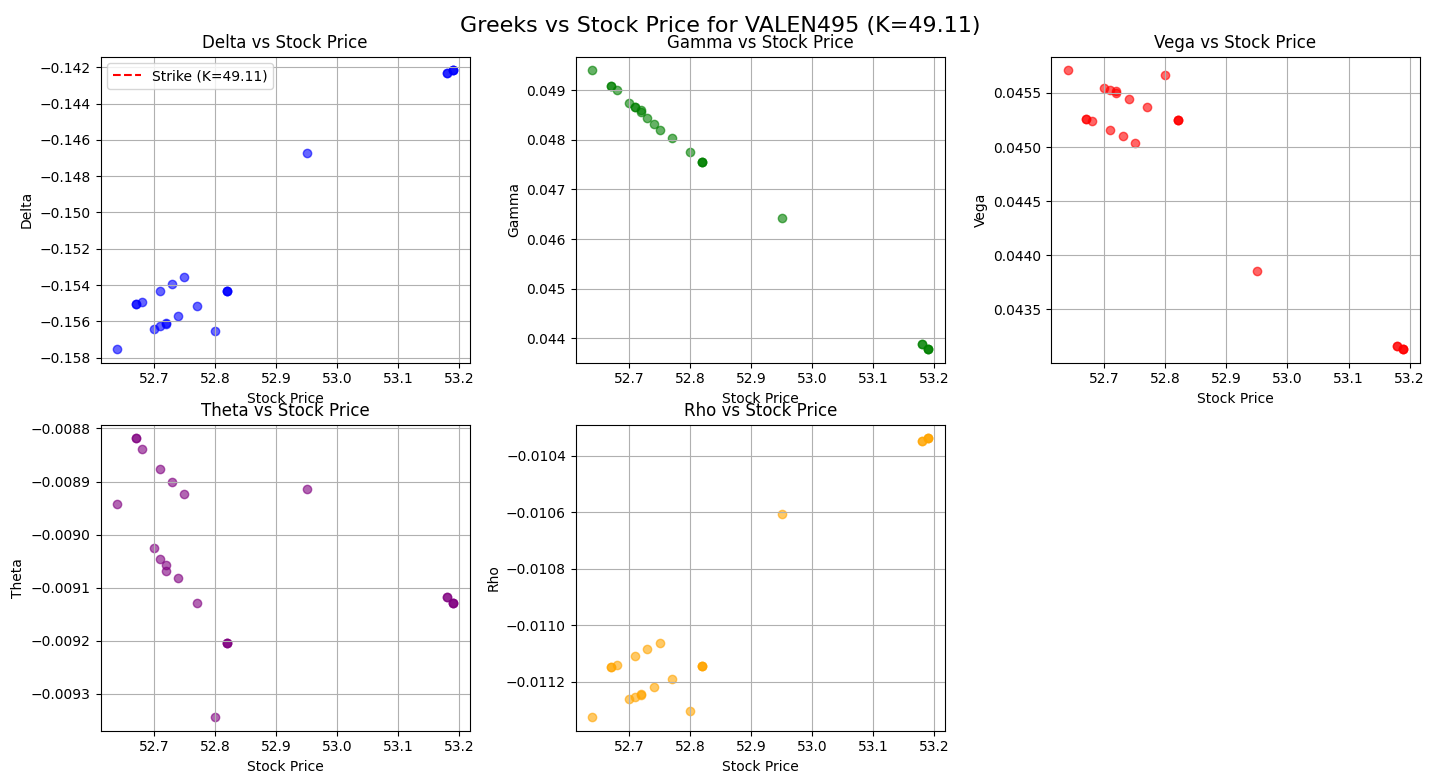 Greeks vs Stock Price for VALEN495 (K=49.11)
Delta vs Stock Price
Strike (K=49.11)
Delta
−0.142
−0.144
−0.146
−0.148
−0.150
−0.152
−0.154
−0.156
−0.158
52.7 52.8 52.9 53.0 53.1 53.2
Stock Price
Gamma vs Stock Price
Gamma
0.049
0.048
0.047
0.046
0.045
0.044
52.7 52.8 52.9 53.0 53.1 53.2
Stock Price
Vega vs Stock Price
Vega
0.0455
0.0450
0.0445
0.0440
0.0435
52.7 52.8 52.9 53.0 53.1 53.2
Stock Price
Theta vs Stock Price
Theta
−0.0088
−0.0089
−0.0090
−0.0091
−0.0092
−0.0093
52.7 52.8 52.9 53.0 53.1 53.2
Stock Price
Rho vs Stock Price
Rho
−0.0104
−0.0106
−0.0108
−0.0110
−0.0112
52.7 52.8 52.9 53.0 53.1 53.2
Stock Price